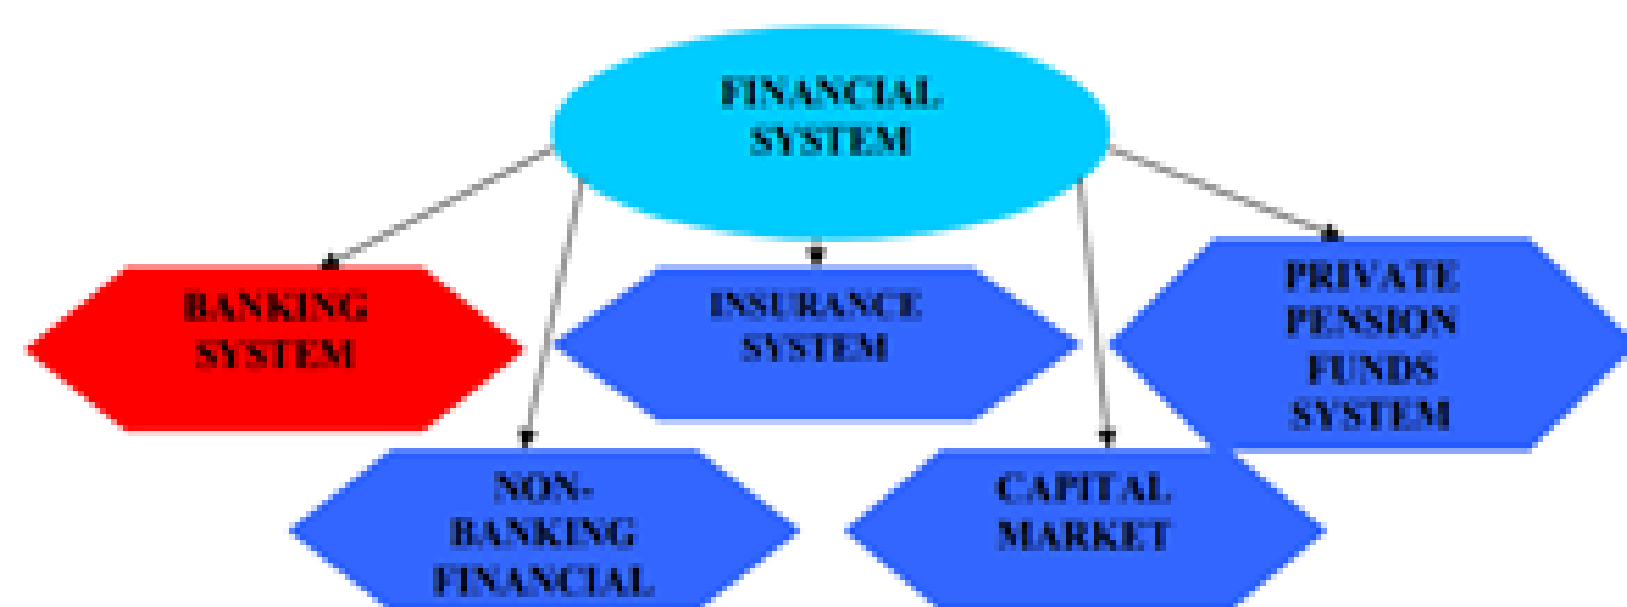 FINANCIAL
SYSTEM
BANKING
SYSTEM
INSURANCE
SYSTEM
PRIVATE
PENSION
FUNDS
SYSTEM
NON-
BANKING
FINANCIAL
CAPITAL
MARKET